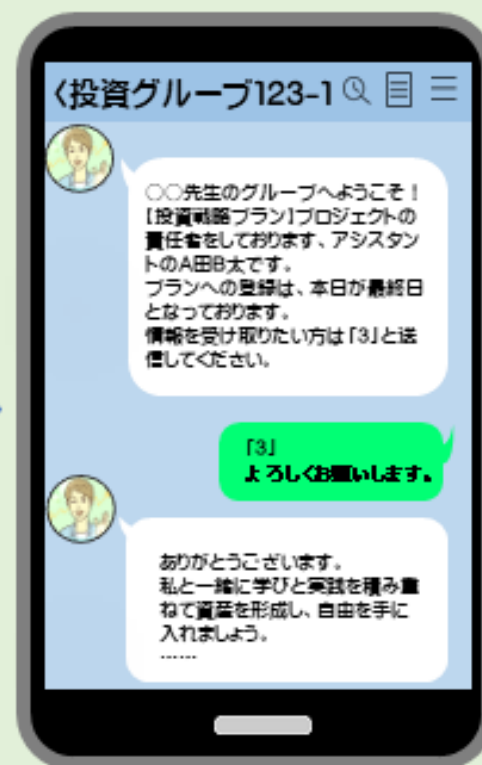 〈投資グループ123-1
○○先生のグループへようこそ！
【投資戦略プラン】プロジェクトの
責任者をしております、アシスタン
トのA田B太です。
プランへの登録は、本日が最終日
となっております。
情報を受け取りたい方は「3」と送
信してください。
「3」
よろしくお願いします。
ありがとうございます。
私と一緒に学びと実践を積み重
ねて資産を形成し、自由を手に
入れましょう。
……